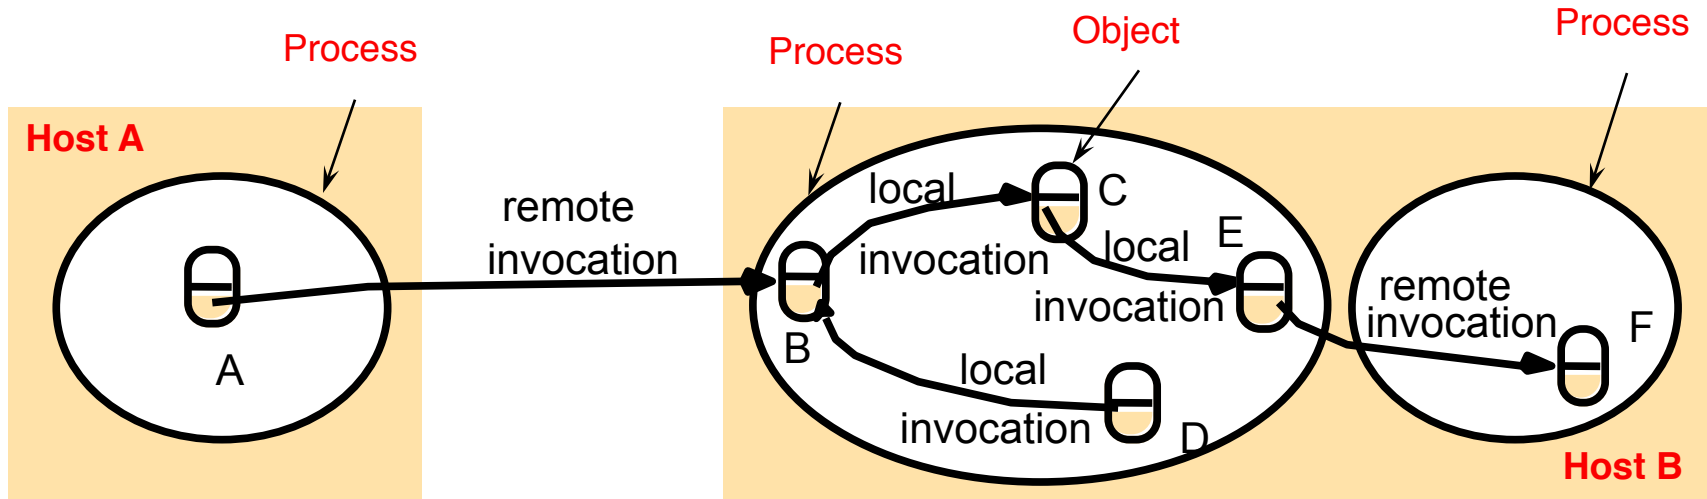 Process
Process
Object
Process
Host A
remote
invocation
local
invocation
C
local
invocation
E
remote
invocation
F
A
B
local
invocation
D
Host B